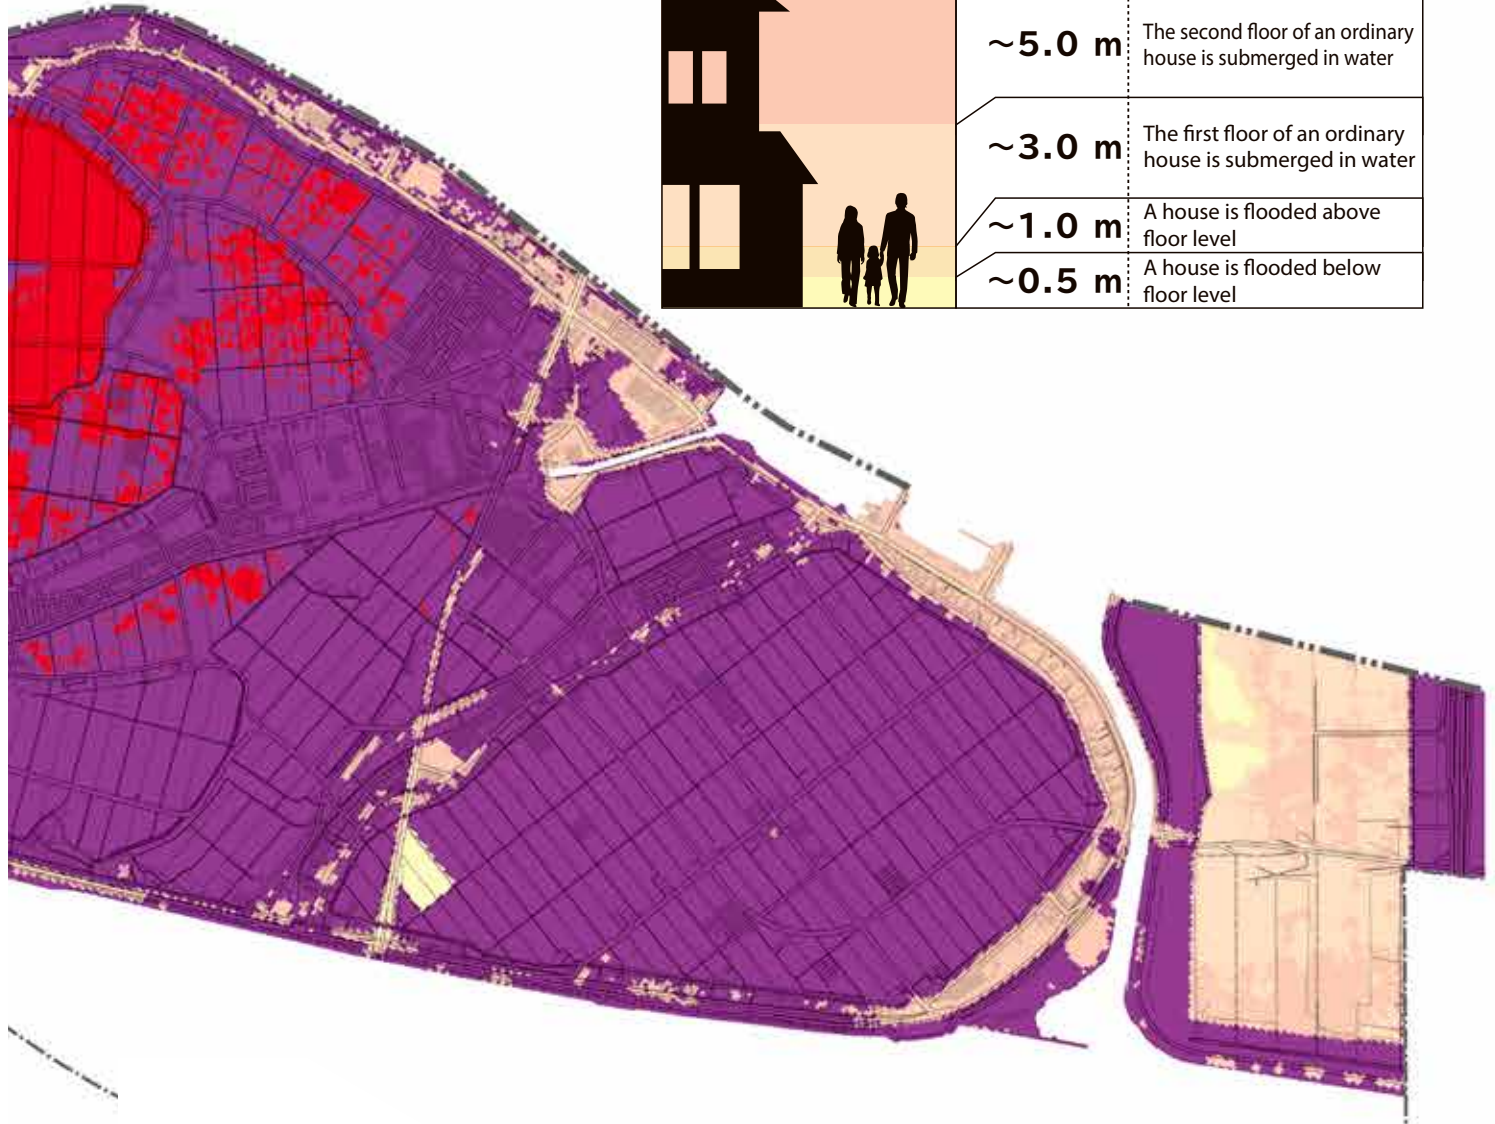 ~5.0 m
The second floor of an ordinary
house is submerged in water
~3.0 m
The first floor of an ordinary
house is submerged in water
~1.0 m
A house is flooded above
floor level
~0.5 m
A house is flooded below
floor level